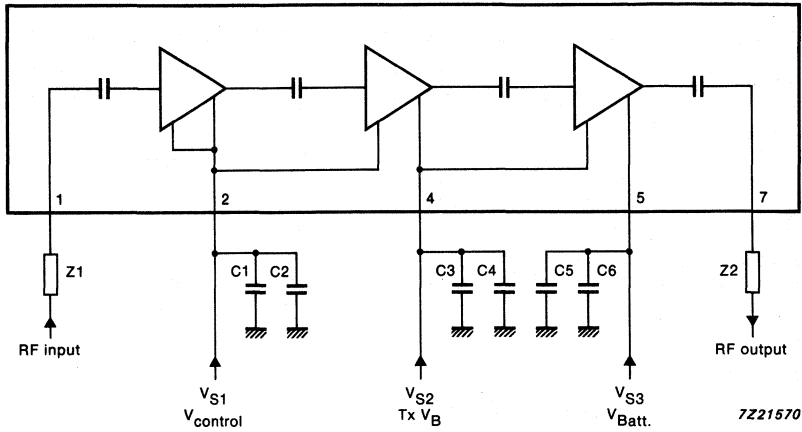 1 2 4 5 7
Z1 C1 C2 C3 C4 C5 C6 Z2
RF input RF output
VS1 VS2 VS3
Vcontrol Tx VB VBatt.
7Z21570